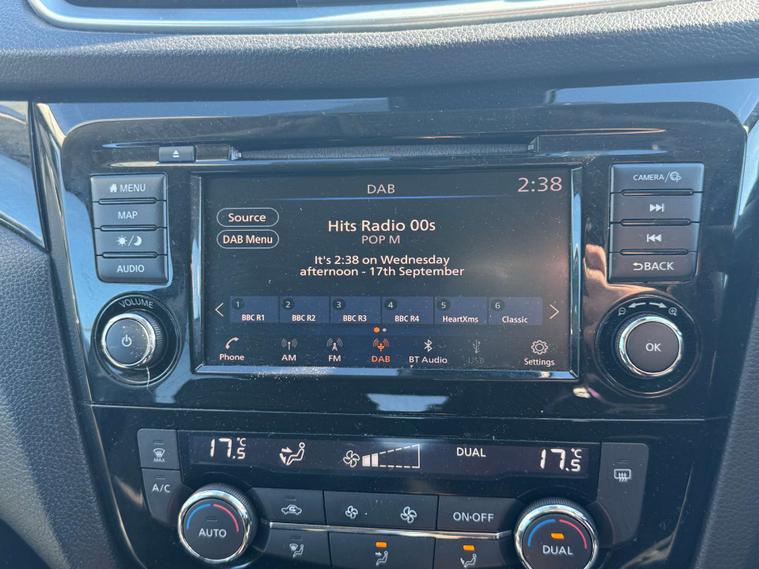 MENU
MAP
AUDIO
VOLUME
DAB
2:38
Source
DAB Menu
Hits Radio 00s
POP M
It's 2:38 on Wednesday
afternoon - 17th September
1 2 3 4 5 6
BBC R1 BBC R2 BBC R3 BBC R4 HeartXms Classic
Phone AM FM DAB BT Audio USB Settings
CAMERA/
BACK
OK
MAX
A/C
17.5°C
DUAL
17.5°C
AUTO
ON·OFF
DUAL